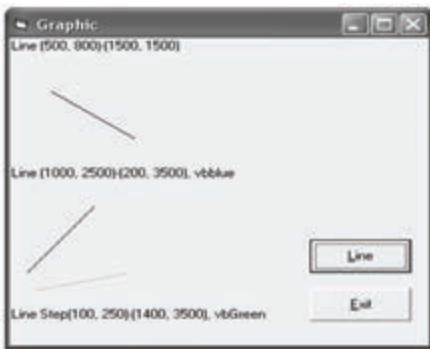 Graphic
Line (500, 800)-(1500, 1500)
Line (1000, 2500)-(200, 3500), vbblue
Line
Exit
Line Step(100, 250)-(1400, 3500), vbGreen